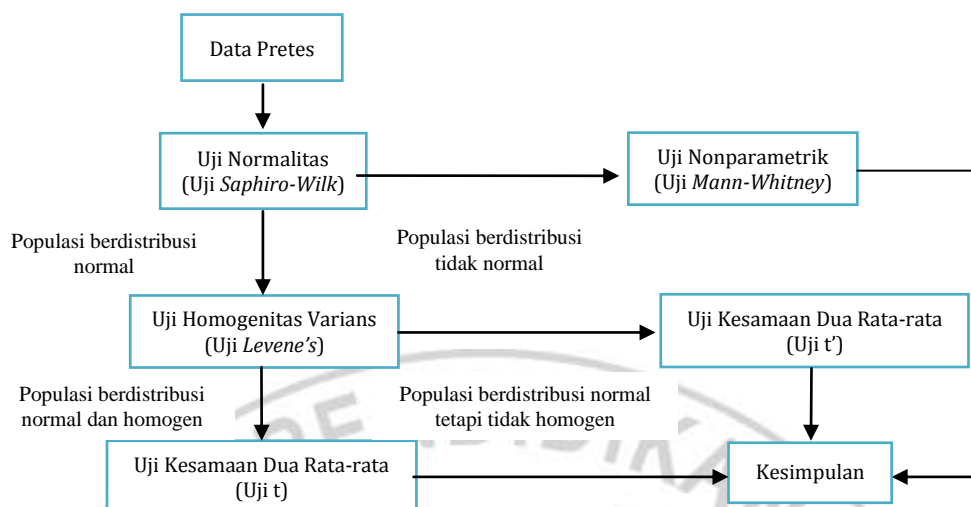 Data Pretes
Uji Normalitas
(Uji Saphiro-Wilk)
Uji Nonparametrik
(Uji Mann-Whitney)
Populasi berdistribusi
normal
Populasi berdistribusi
tidak normal
Uji Homogenitas Varians
(Uji Levene’s)
Uji Kesamaan Dua Rata-rata
(Uji t’)
Populasi berdistribusi
normal dan homogen
Populasi berdistribusi normal
tetapi tidak homogen
Uji Kesamaan Dua Rata-rata
(Uji t)
Kesimpulan